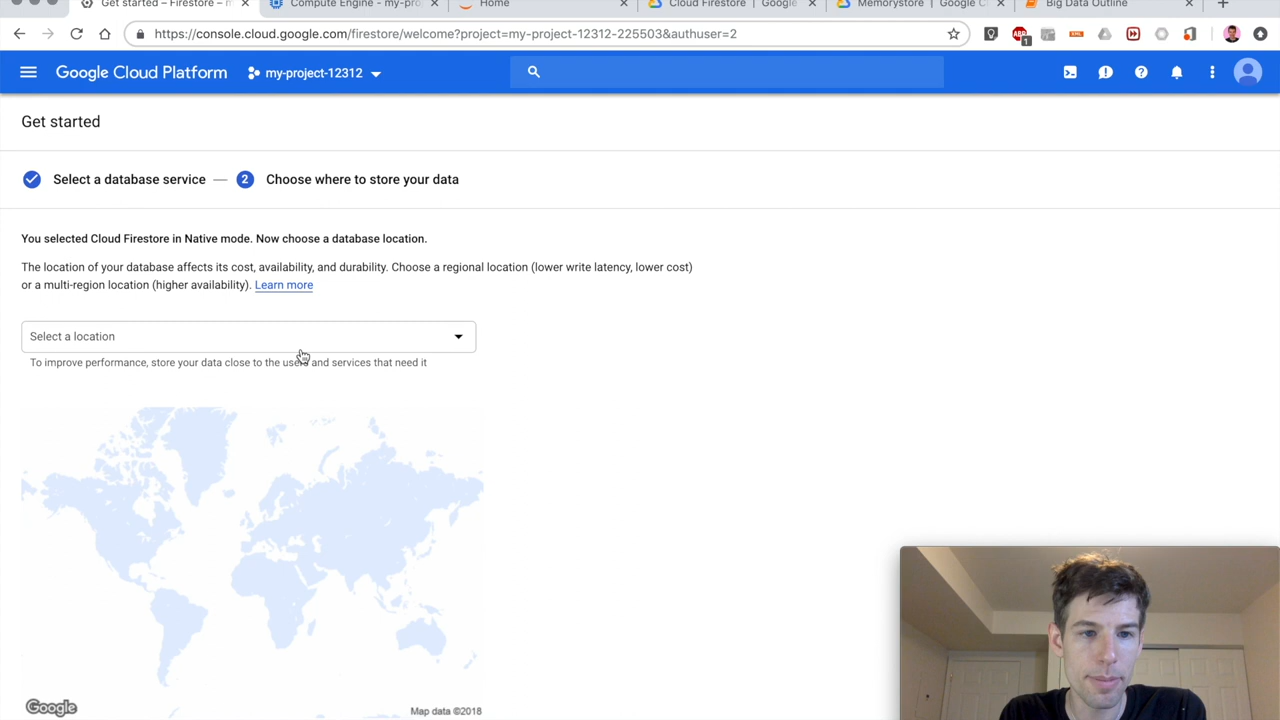 Get started – Firestore – m
Compute Engine - my-pro
Home
Cloud Firestore | Google
Memorystore | Google C
Big Data Outline
https://console.cloud.google.com/firestore/welcome?project=my-project-12312-225503&authuser=2
ABP
1
Google Cloud Platform
my-project-12312
Get started
Select a database service
2
Choose where to store your data
You selected Cloud Firestore in Native mode. Now choose a database location.
The location of your database affects its cost, availability, and durability. Choose a regional location (lower write latency, lower cost)
or a multi-region location (higher availability). Learn more
Select a location
To improve performance, store your data close to the users and services that need it
Google
Map data ©2018